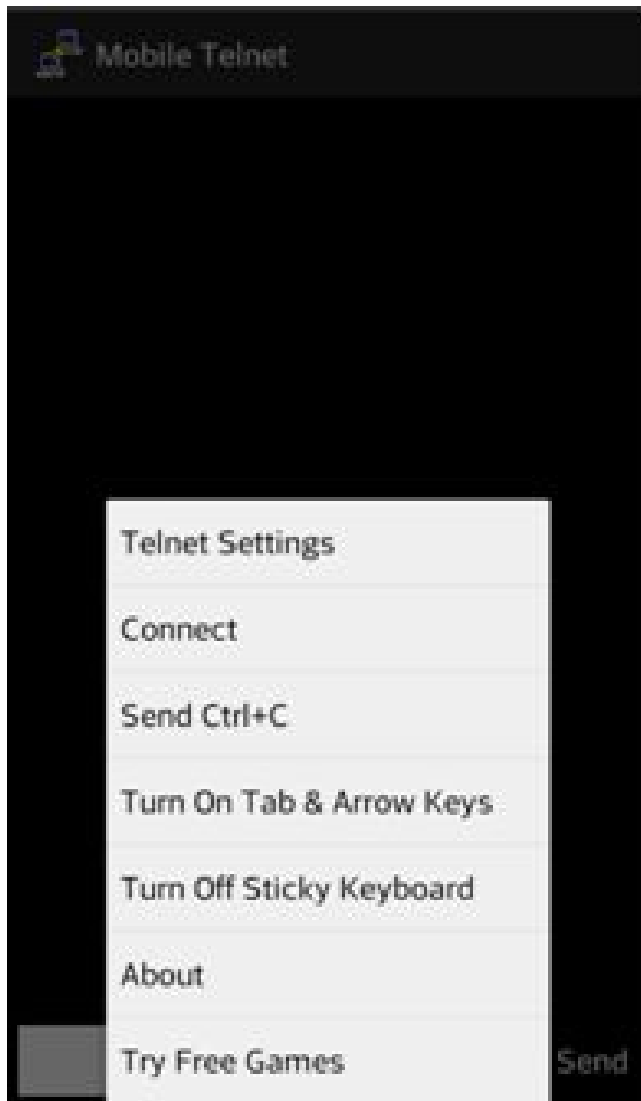 Mobile Telnet
Telnet Settings
Connect
Send Ctrl+C
Turn On Tab & Arrow Keys
Turn Off Sticky Keyboard
About
Try Free Games
Send